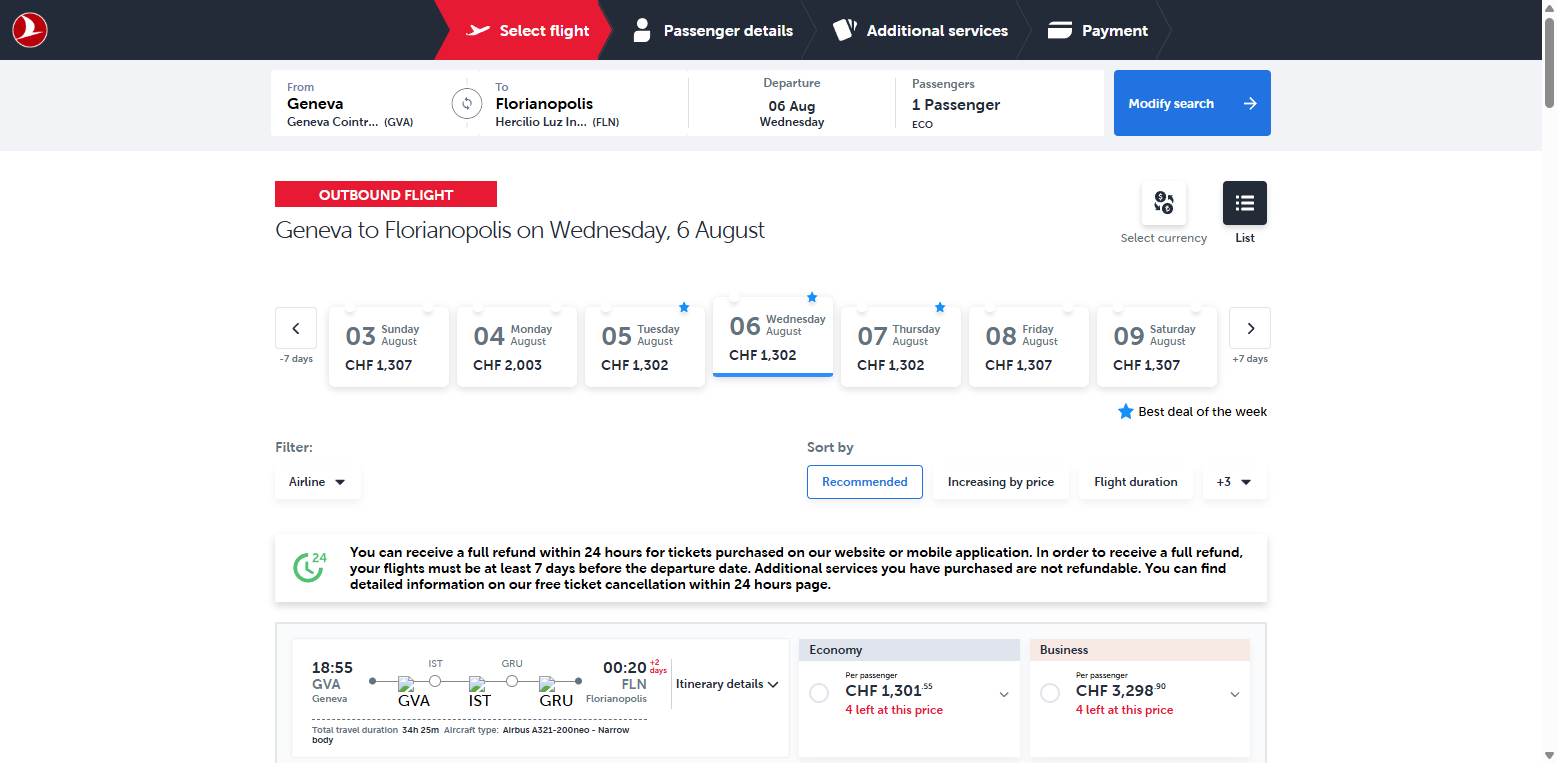 Select flight
Passenger details
Additional services
Payment
From
Geneva
Geneva Cointr... (GVA)
To
Florianopolis
Hercilio Luz In... (FLN)
Departure
06 Aug
Wednesday
Passengers
1 Passenger
ECO
Modify search
OUTBOUND FLIGHT
Geneva to Florianopolis on Wednesday, 6 August
Select currency
List
-7 days
03 Sunday August
CHF 1,307
04 Monday August
CHF 2,003
05 Tuesday August
CHF 1,302
06 Wednesday August
CHF 1,302
07 Thursday August
CHF 1,302
08 Friday August
CHF 1,307
09 Saturday August
CHF 1,307
+7 days
Best deal of the week
Filter:
Airline
Sort by
Recommended
Increasing by price
Flight duration
+3
24
You can receive a full refund within 24 hours for tickets purchased on our website or mobile application. In order to receive a full refund,
your flights must be at least 7 days before the departure date. Additional services you have purchased are not refundable. You can find
detailed information on our free ticket cancellation within 24 hours page.
18:55
GVA
Geneva
IST
GRU
GVA
IST
GRU
00:20 +2 days
FLN
Florianopolis
Itinerary details
Total travel duration 34h 25m Aircraft type: Airbus A321-200neo - Narrow
body
Economy
Per passenger
CHF 1,301.55
4 left at this price
Business
Per passenger
CHF 3,298.90
4 left at this price